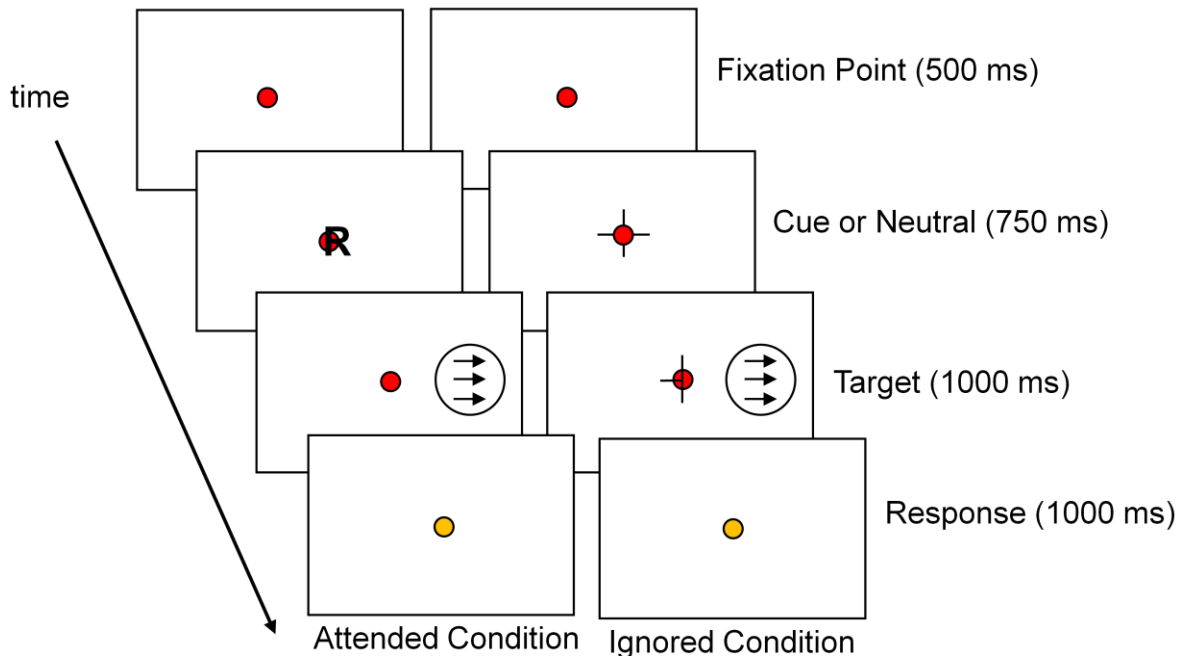 Fixation Point (500 ms)
time
R
Cue or Neutral (750 ms)
Target (1000 ms)
Response (1000 ms)
Attended Condition
Ignored Condition